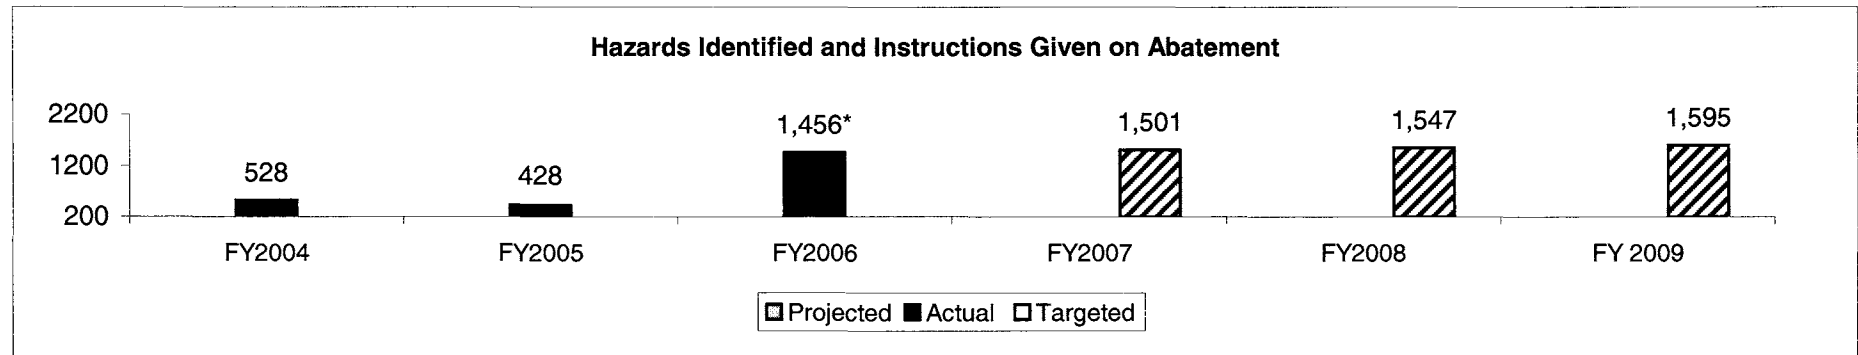 Hazards Identified and Instructions Given on Abatement
2200
1200
200
528
428
1,456*
1,501
1,547
1,595
FY2004
FY2005
FY2006
FY2007
FY2008
FY 2009
Projected Actual Targeted